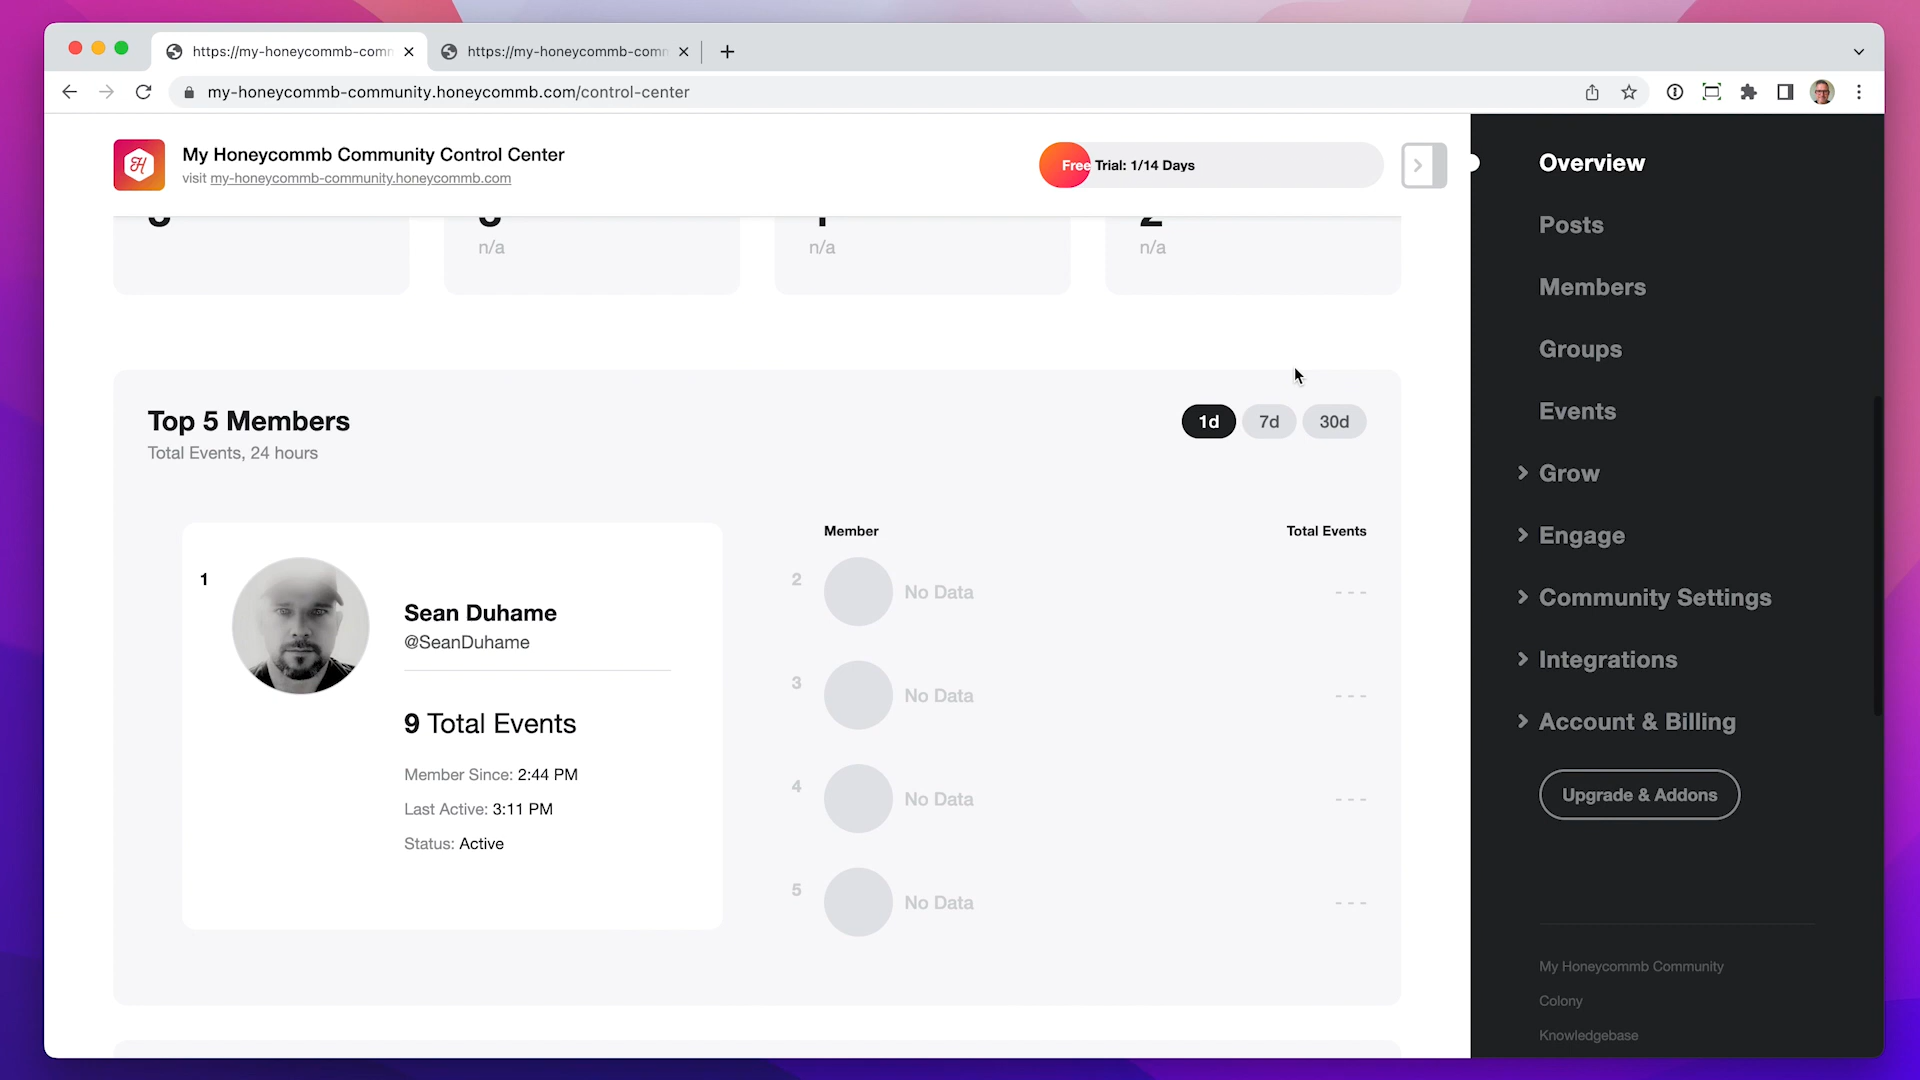 https://my-honeycommb-comm
https://my-honeycommb-comm
my-honeycommb-community.honeycommb.com/control-center
My Honeycommb Community Control Center
visit my-honeycommb-community.honeycommb.com
Free Trial: 1/14 Days
n/a
n/a
n/a
Top 5 Members
Total Events, 24 hours
1d
7d
30d
1
Sean Duhame
@SeanDuhame
9 Total Events
Member Since: 2:44 PM
Last Active: 3:11 PM
Status: Active
Member
Total Events
2
No Data
- - -
3
No Data
- - -
4
No Data
- - -
5
No Data
- - -
Overview
Posts
Members
Groups
Events
Grow
Engage
Community Settings
Integrations
Account & Billing
Upgrade & Addons
My Honeycommb Community
Colony
Knowledgebase